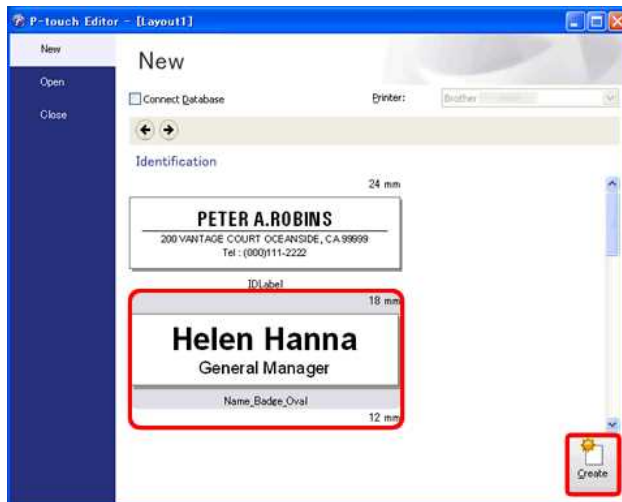 P-touch Editor - [Layout1]
New
Open
Close
New
Connect Database
Printer:
Brother
Identification
24 mm
PETER A.ROBINS
200 VANTAGE COURT OCEANSIDE, CA 99999
Tel : (000)111-2222
IDLabel
18 mm
Helen Hanna
General Manager
Name_Badge_Oval
12 mm
Create